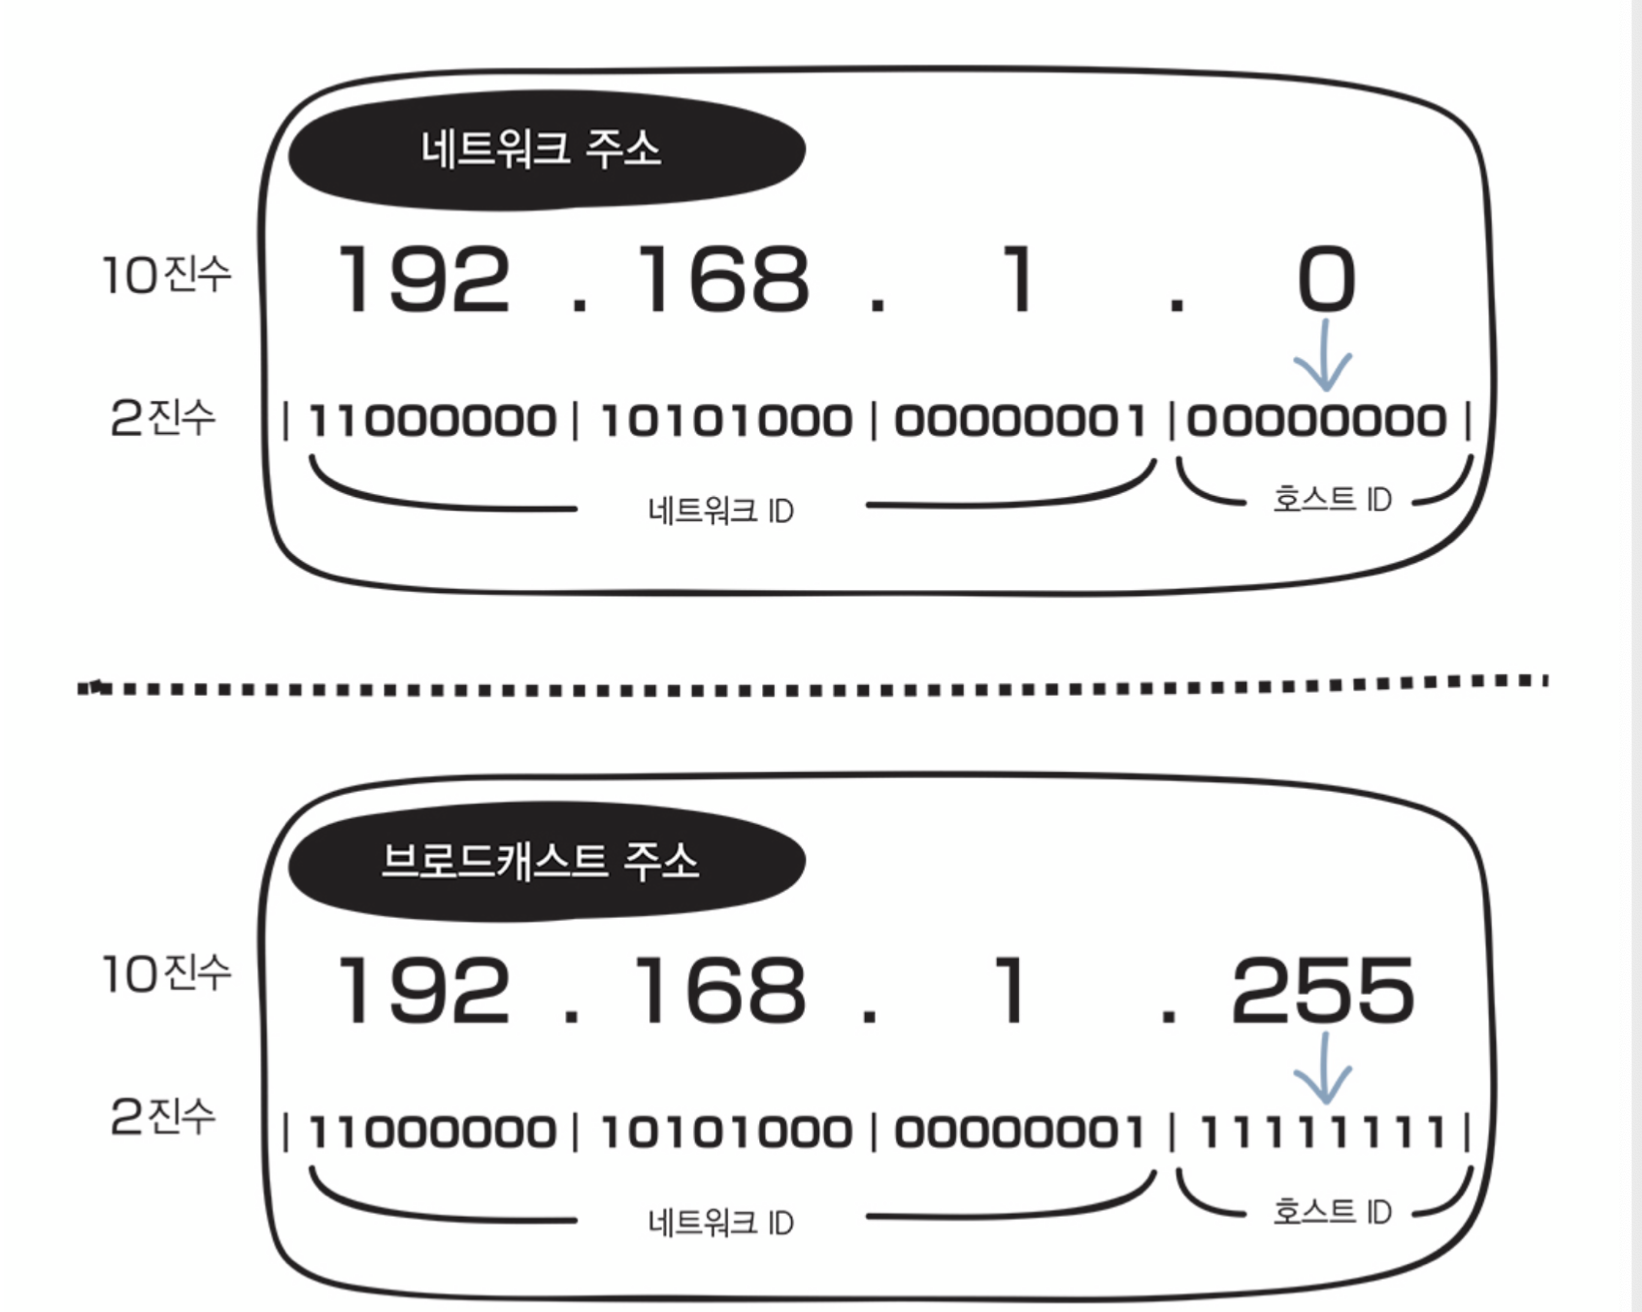 네트워크 주소
10진수 192 . 168 . 1 . 0
2진수 | 11000000 | 10101000 | 00000001 | 00000000 |
네트워크 ID 호스트 ID
브로드캐스트 주소
10진수 192 . 168 . 1 . 255
2진수 | 11000000 | 10101000 | 00000001 | 11111111 |
네트워크 ID 호스트 ID